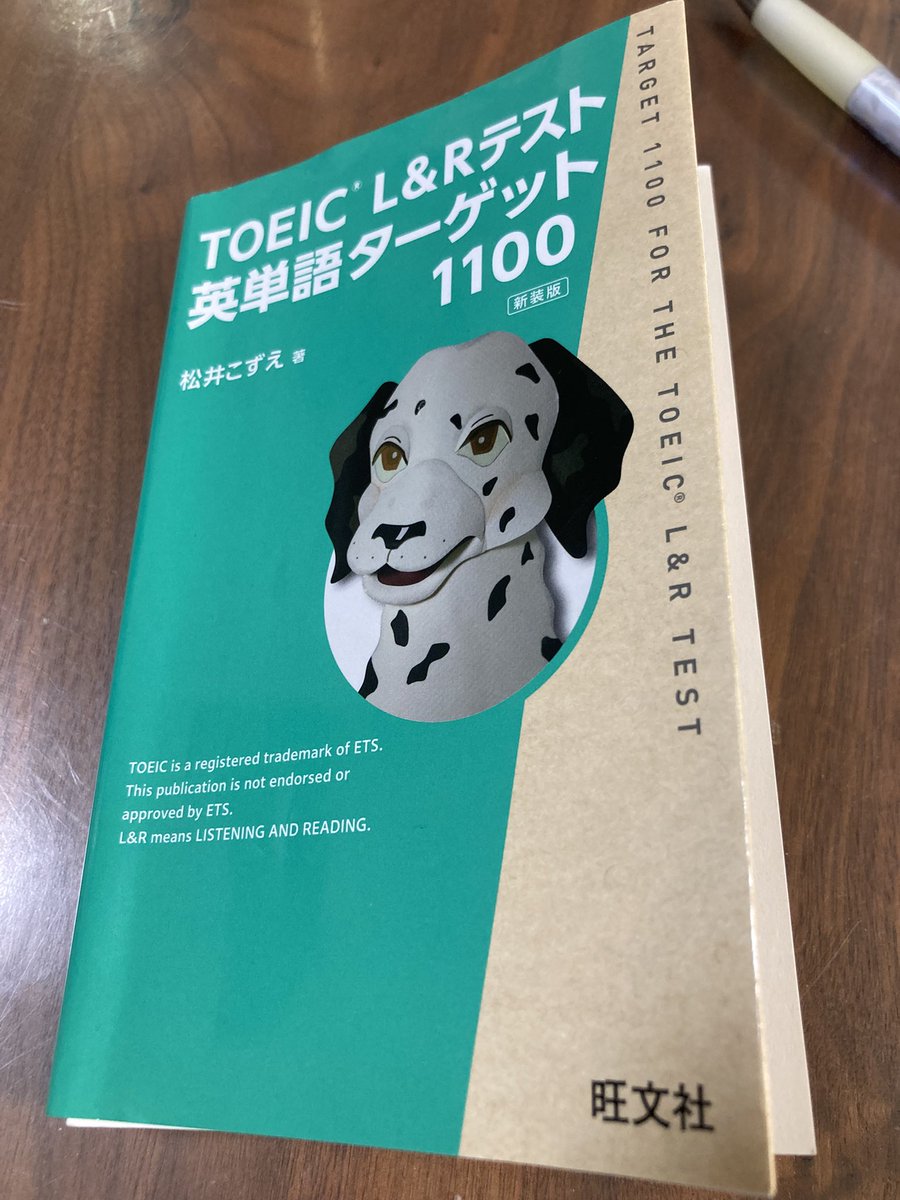 TOEIC® L&Rテスト
英単語ターゲット
1100
新装版
松井こずえ 著
TARGET 1100 FOR THE TOEIC® L&R TEST
TOEIC is a registered trademark of ETS.
This publication is not endorsed or
approved by ETS.
L&R means LISTENING AND READING.
旺文社